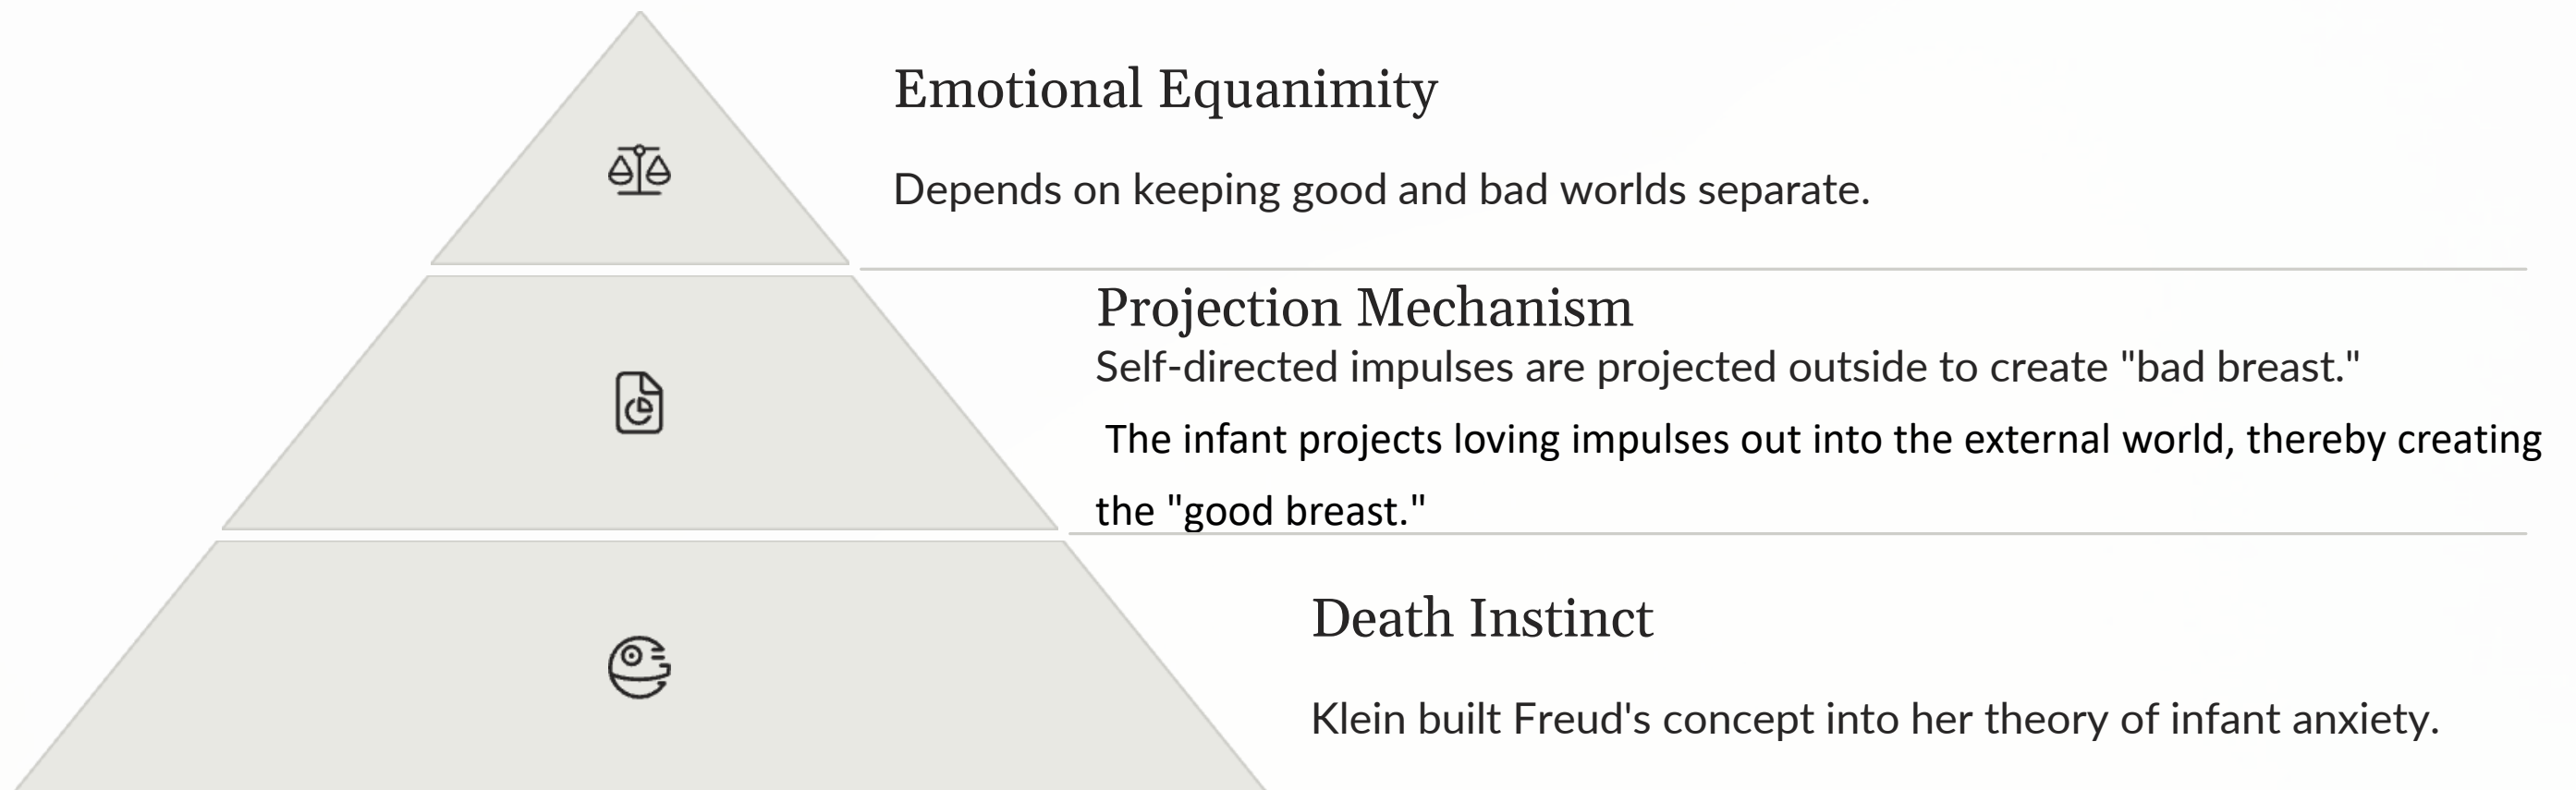 Emotional Equanimity
Depends on keeping good and bad worlds separate.
Projection Mechanism
Self-directed impulses are projected outside to create "bad breast."
The infant projects loving impulses out into the external world, thereby creating
the "good breast."
Death Instinct
Klein built Freud's concept into her theory of infant anxiety.